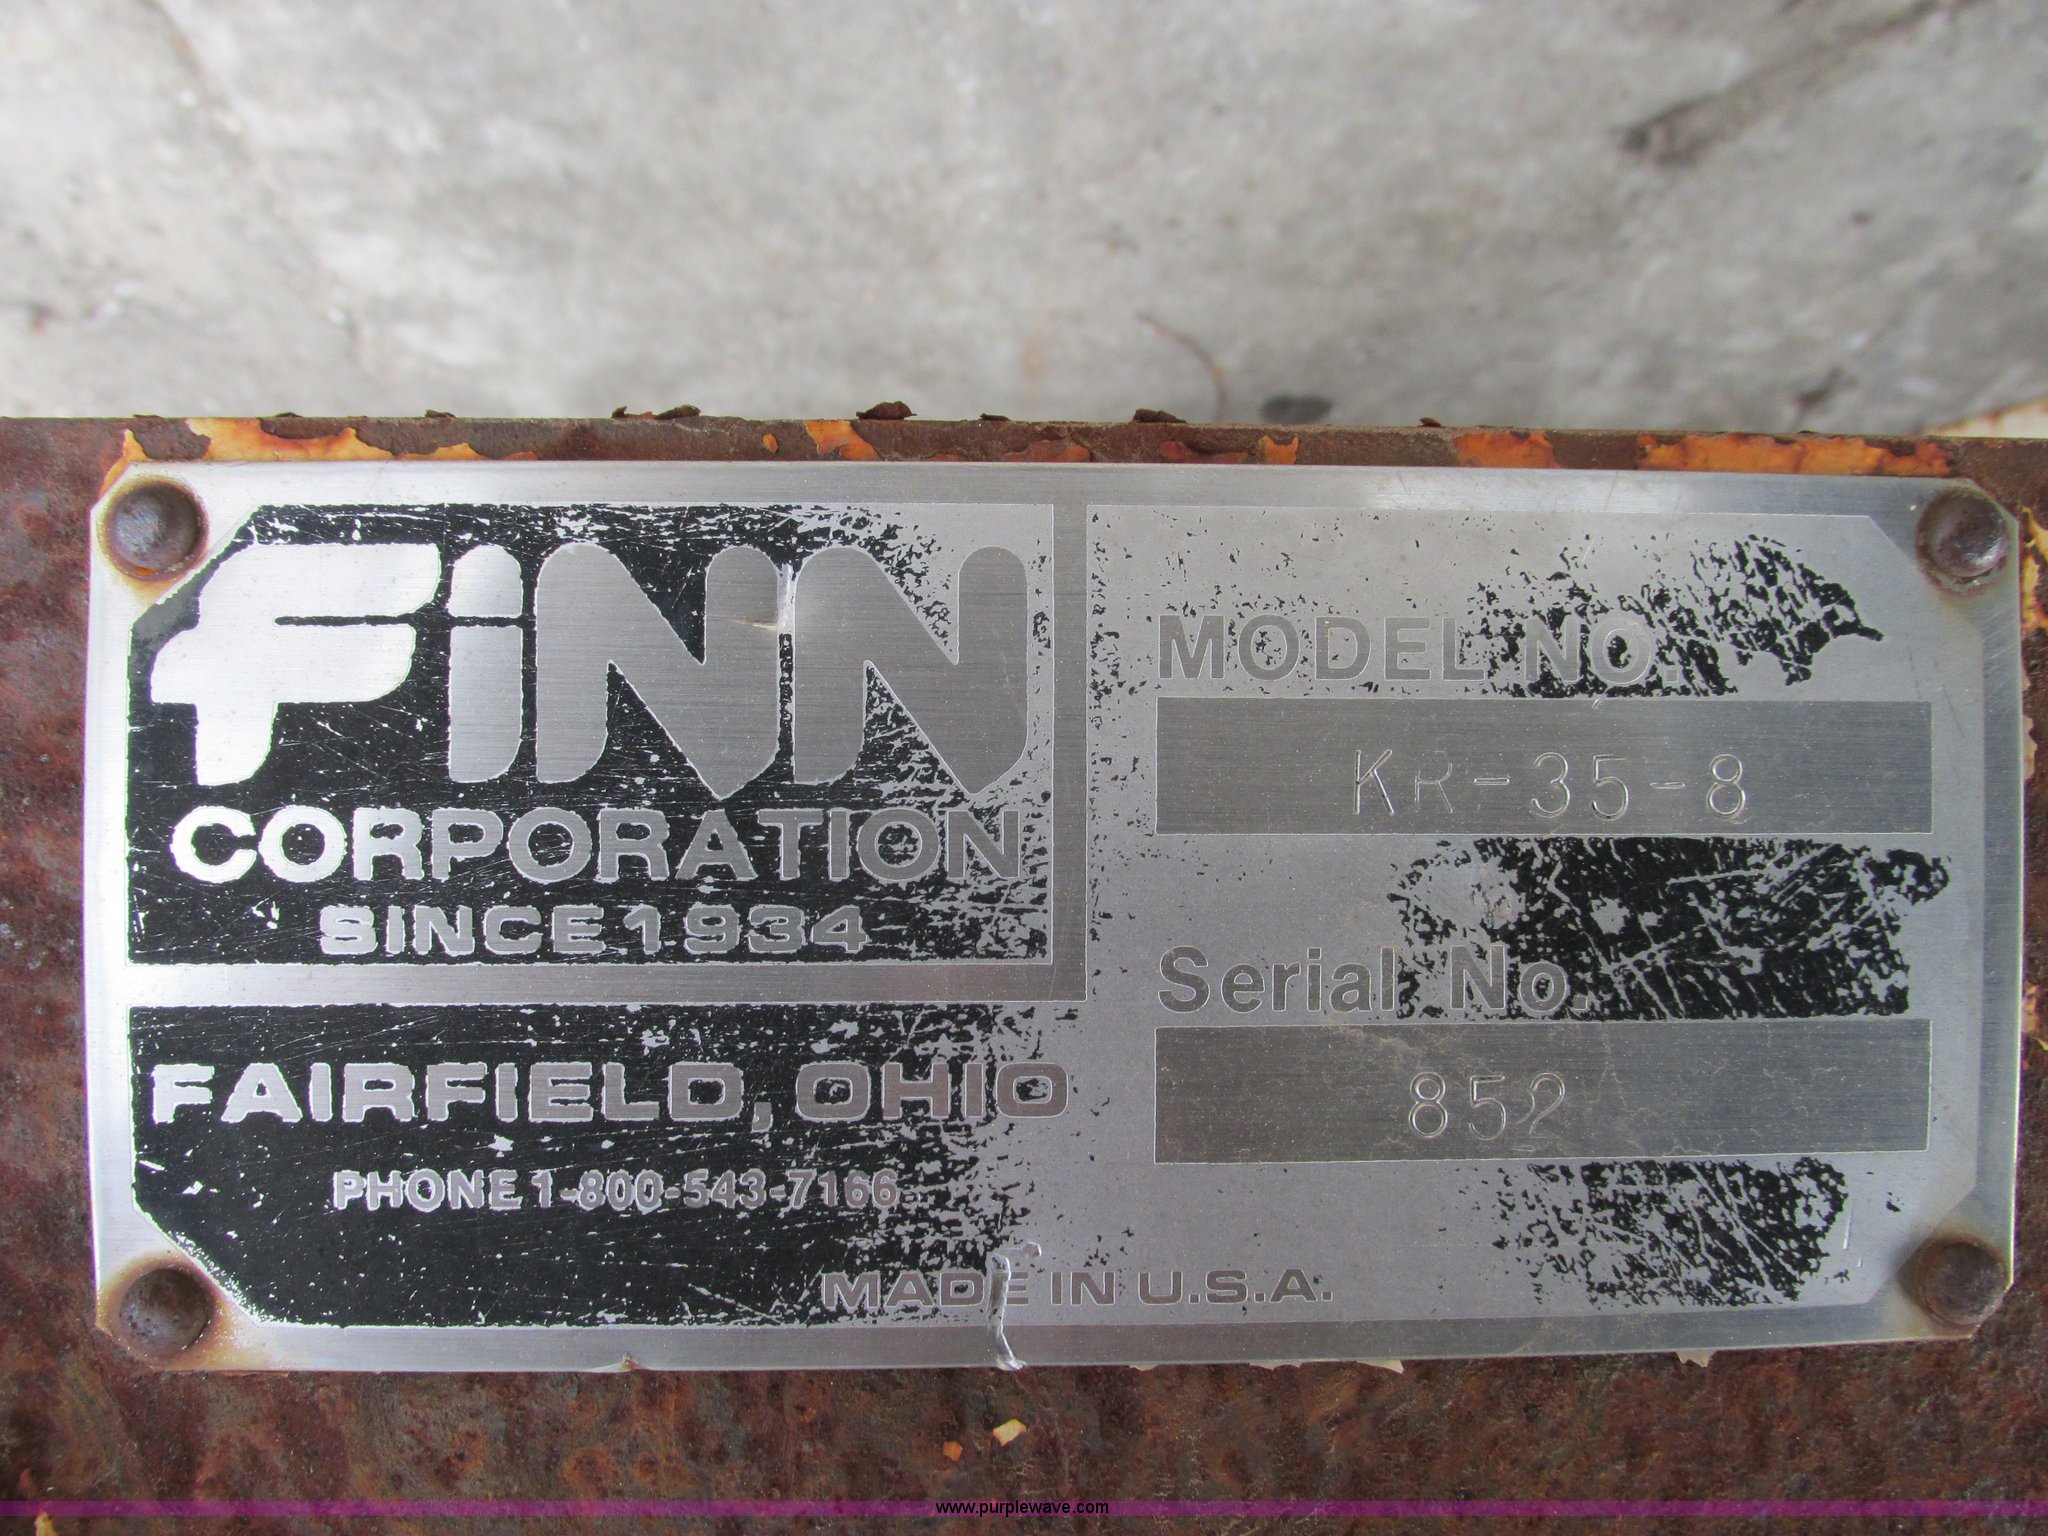 FiNN
CORPORATION
SINCE 1934
FAIRFIELD, OHIO
PHONE 1-800-543-7166
MADE IN U.S.A.
MODEL NO.
KR-35-8
Serial No.
852
www.purplewave.com